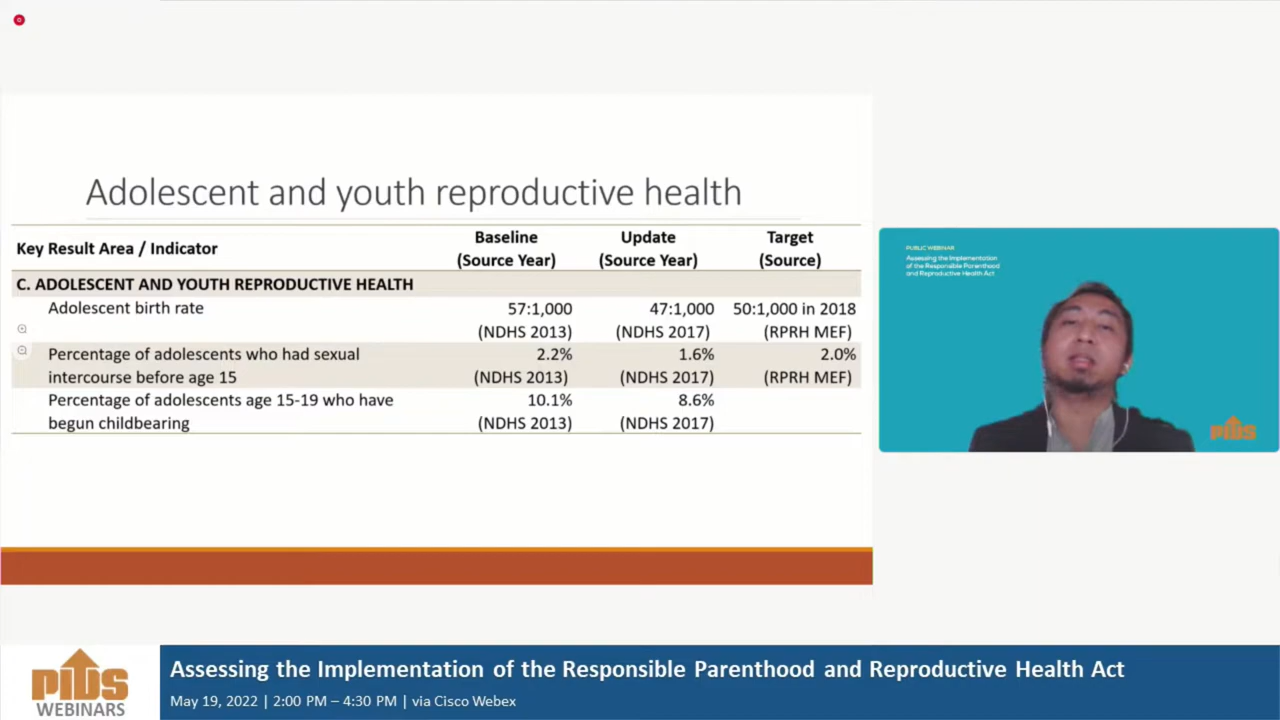 Adolescent and youth reproductive health
Key Result Area / Indicator
Baseline
(Source Year)
Update
(Source Year)
Target
(Source)
C. ADOLESCENT AND YOUTH REPRODUCTIVE HEALTH
Adolescent birth rate
57:1,000
(NDHS 2013)
47:1,000
(NDHS 2017)
50:1,000 in 2018
(RPRH MEF)
Percentage of adolescents who had sexual
intercourse before age 15
2.2%
(NDHS 2013)
1.6%
(NDHS 2017)
2.0%
(RPRH MEF)
Percentage of adolescents age 15-19 who have
begun childbearing
10.1%
(NDHS 2013)
8.6%
(NDHS 2017)
PUBLIC WEBINAR
Assessing the Implementation
of the Responsible Parenthood
and Reproductive Health Act
PIDS
PIDS
WEBINARS
Assessing the Implementation of the Responsible Parenthood and Reproductive Health Act
May 19, 2022 | 2:00 PM – 4:30 PM | via Cisco Webex